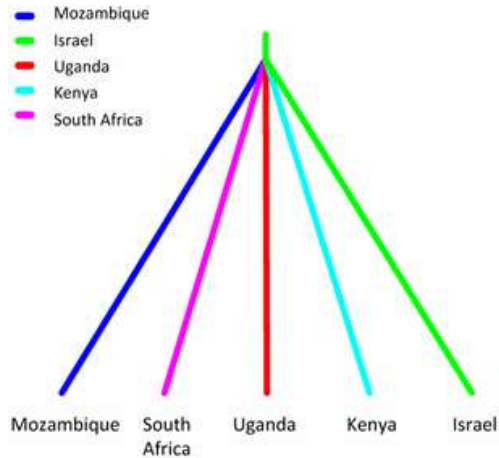 Mozambique
Israel
Uganda
Kenya
South Africa
Mozambique
South
Africa
Uganda
Kenya
Israel